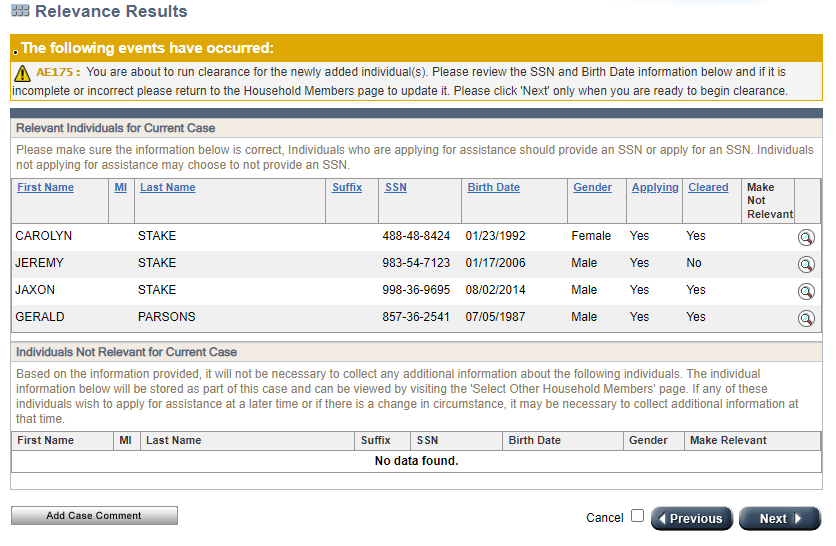 Relevance Results
The following events have occurred:
AE175 : You are about to run clearance for the newly added individual(s). Please review the SSN and Birth Date information below and if it is
incomplete or incorrect please return to the Household Members page to update it. Please click 'Next' only when you are ready to begin clearance.
Relevant Individuals for Current Case
Please make sure the information below is correct, Individuals who are applying for assistance should provide an SSN or apply for an SSN. Individuals
not applying for assistance may choose to not provide an SSN.
First Name MI Last Name Suffix SSN Birth Date Gender Applying Cleared Make
Not
Relevant
CAROLYN STAKE 488-48-8424 01/23/1992 Female Yes Yes
JEREMY STAKE 983-54-7123 01/17/2006 Male Yes No
JAXON STAKE 998-36-9695 08/02/2014 Male Yes Yes
GERALD PARSONS 857-36-2541 07/05/1987 Male Yes Yes
Individuals Not Relevant for Current Case
Based on the information provided, it will not be necessary to collect any additional information about the following individuals. The individual
information below will be stored as part of this case and can be viewed by visiting the 'Select Other Household Members' page. If any of these
individuals wish to apply for assistance at a later time or if there is a change in circumstance, it may be necessary to collect additional information at
that time.
First Name MI Last Name Suffix SSN Birth Date Gender Make Relevant
No data found.
Add Case Comment Cancel Previous Next